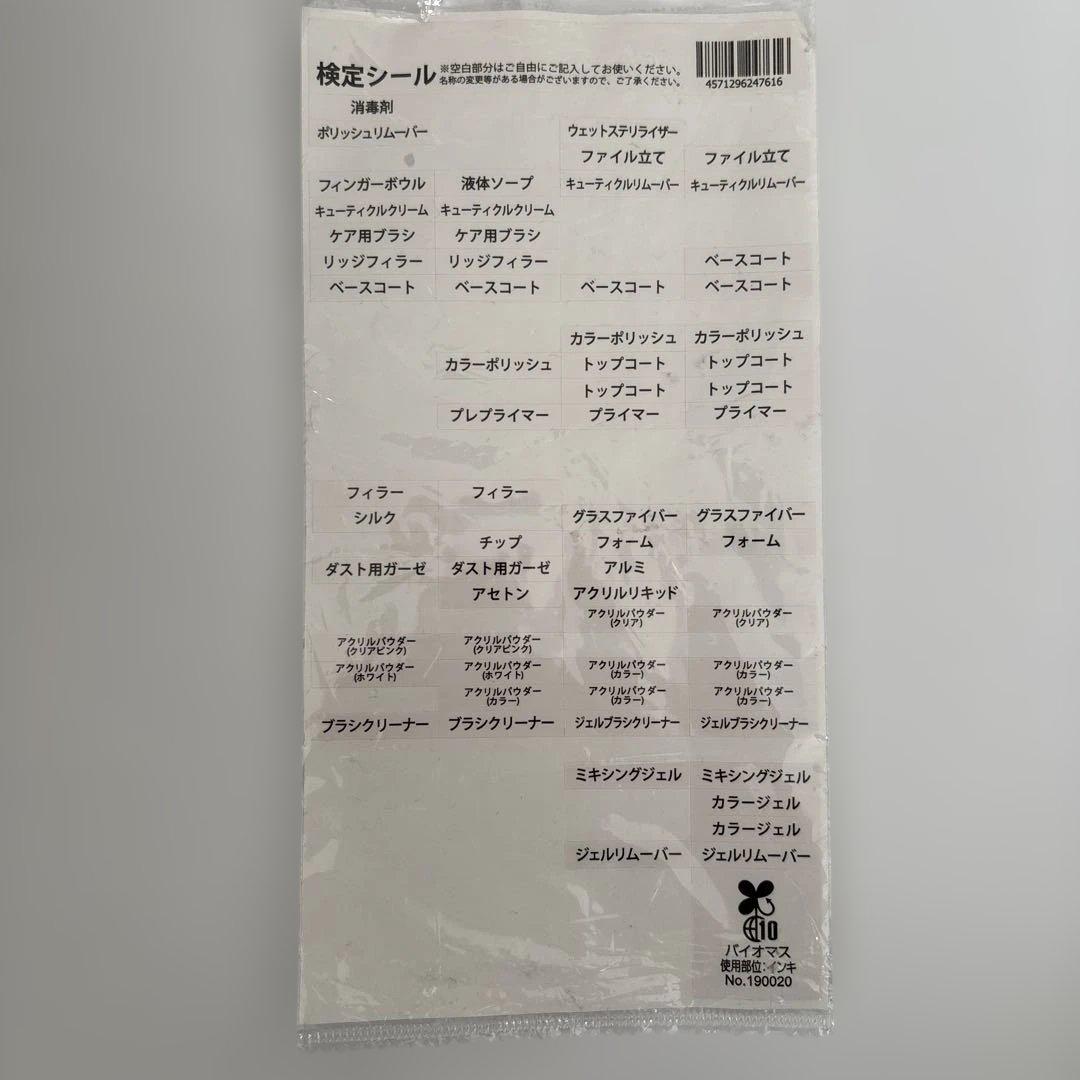 検定シール ※空白部分はご自由にご記入してお使いください。
名称の変更等がある場合がございますので、ご了承ください。
4571296247616
消毒剤
ポリッシュリムーバー ウェットステリライザー
ファイル立て ファイル立て
フィンガーボウル 液体ソープ キューティクルリムーバー キューティクルリムーバー
キューティクルクリーム キューティクルクリーム
ケア用ブラシ ケア用ブラシ
リッジフィラー リッジフィラー ベースコート
ベースコート ベースコート ベースコート ベースコート
カラーポリッシュ カラーポリッシュ
カラーポリッシュ トップコート トップコート
トップコート トップコート
プレプライマー プライマー プライマー
フィラー フィラー
シルク グラスファイバー グラスファイバー
チップ フォーム フォーム
ダスト用ガーゼ ダスト用ガーゼ アルミ
アセトン アクリルリキッド
アクリルパウダー アクリルパウダー
(クリア) (クリア)
アクリルパウダー アクリルパウダー
(クリアピンク) (クリアピンク)
アクリルパウダー アクリルパウダー アクリルパウダー アクリルパウダー
(ホワイト) (ホワイト) (カラー) (カラー)
アクリルパウダー アクリルパウダー アクリルパウダー
(カラー) (カラー) (カラー)
ブラシクリーナー ブラシクリーナー ジェルブラシクリーナー ジェルブラシクリーナー
ミキシングジェル ミキシングジェル
カラージェル
カラージェル
ジェルリムーバー ジェルリムーバー
10
バイオマス
使用部位:インキ
No.190020